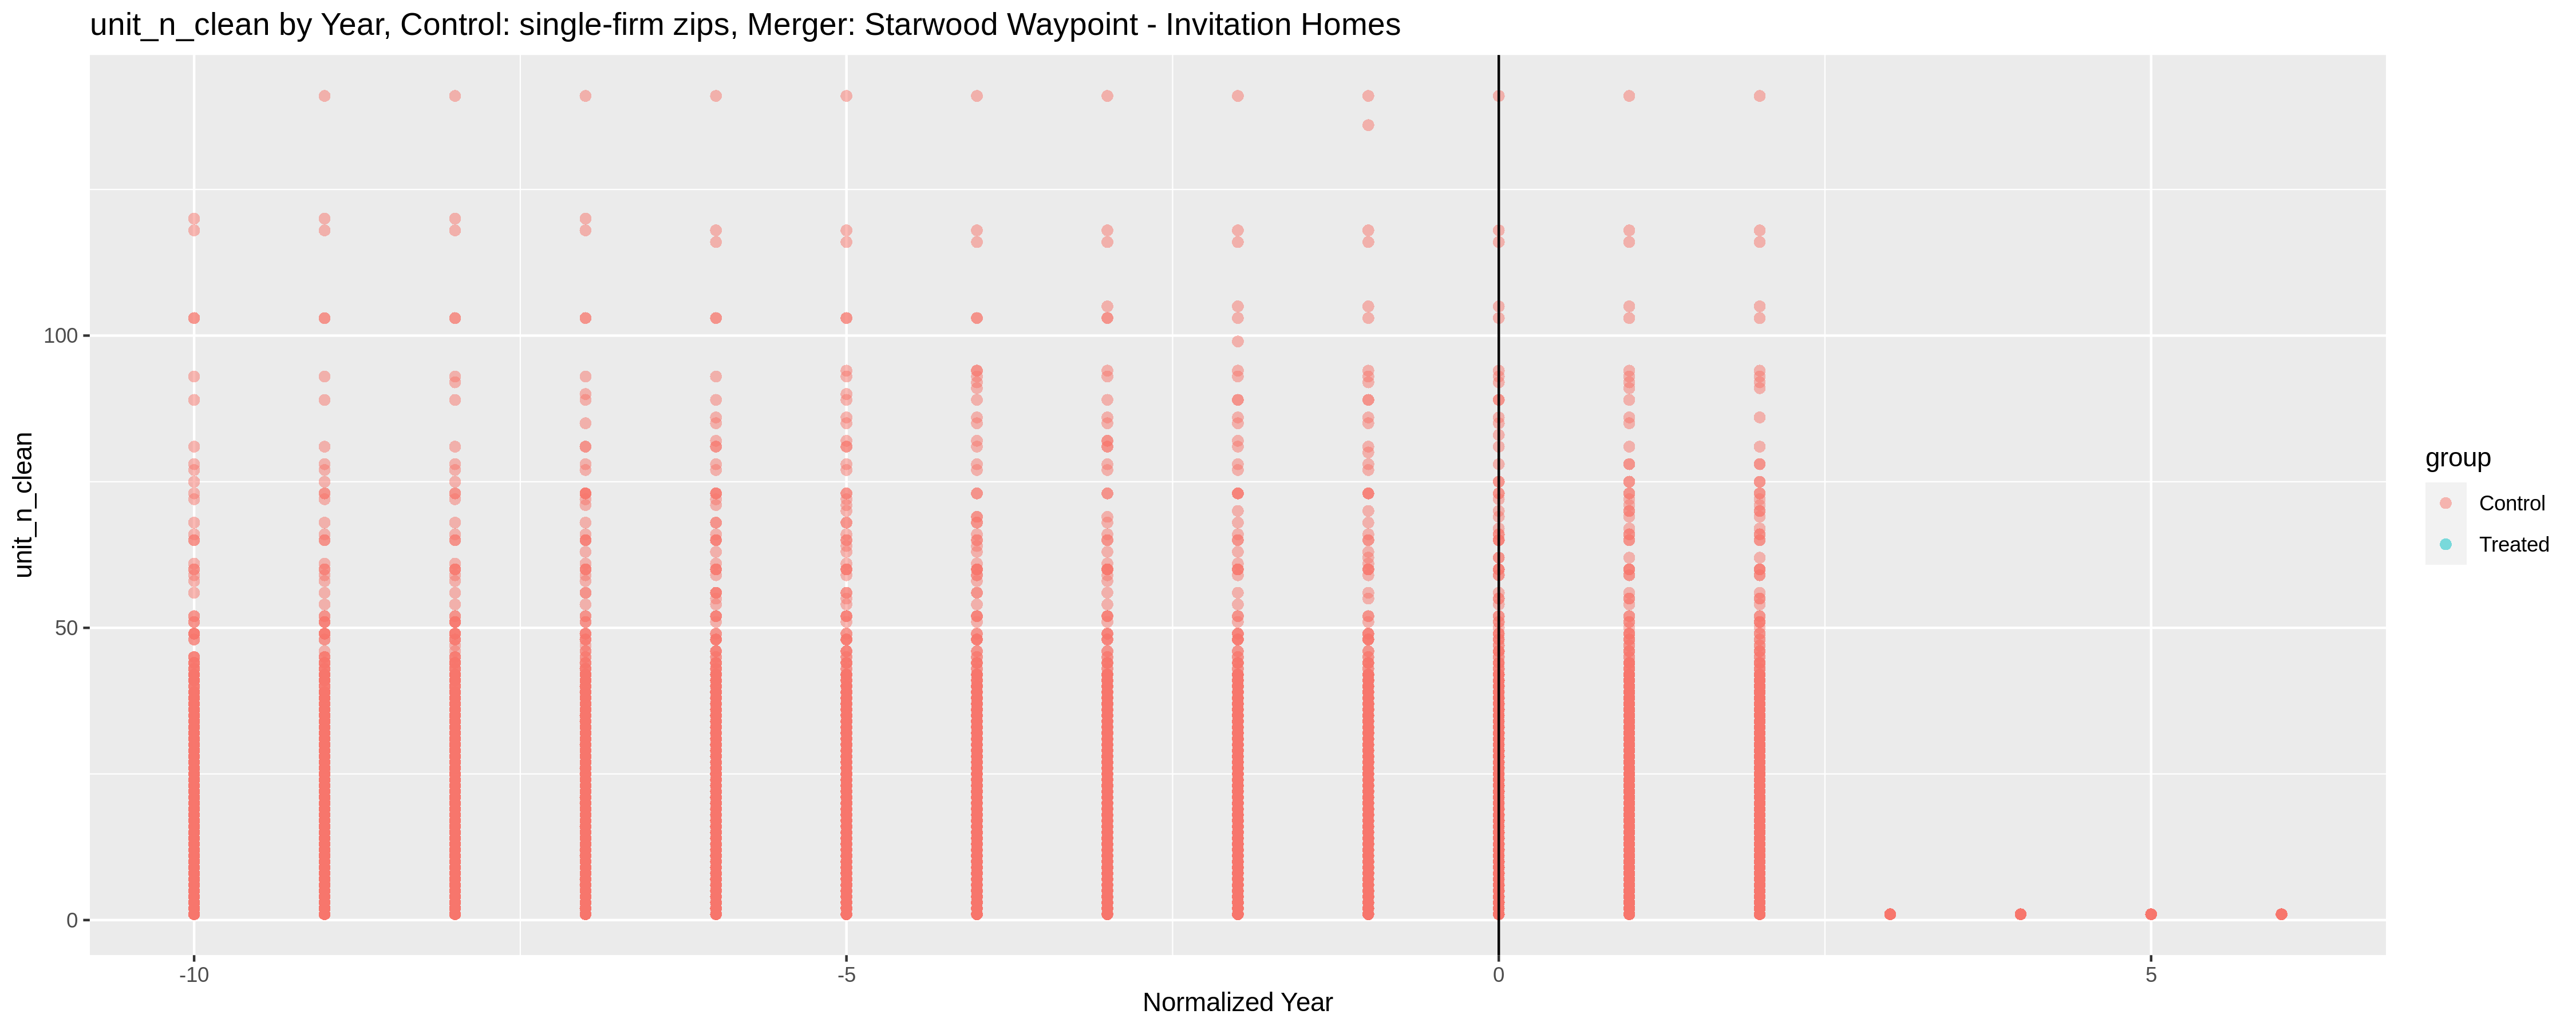 unit_n_clean by Year, Control: single-firm zips, Merger: Starwood Waypoint - Invitation Homes
unit_n_clean
100
50
0
-10
-5
0
5
Normalized Year
group
Control
Treated